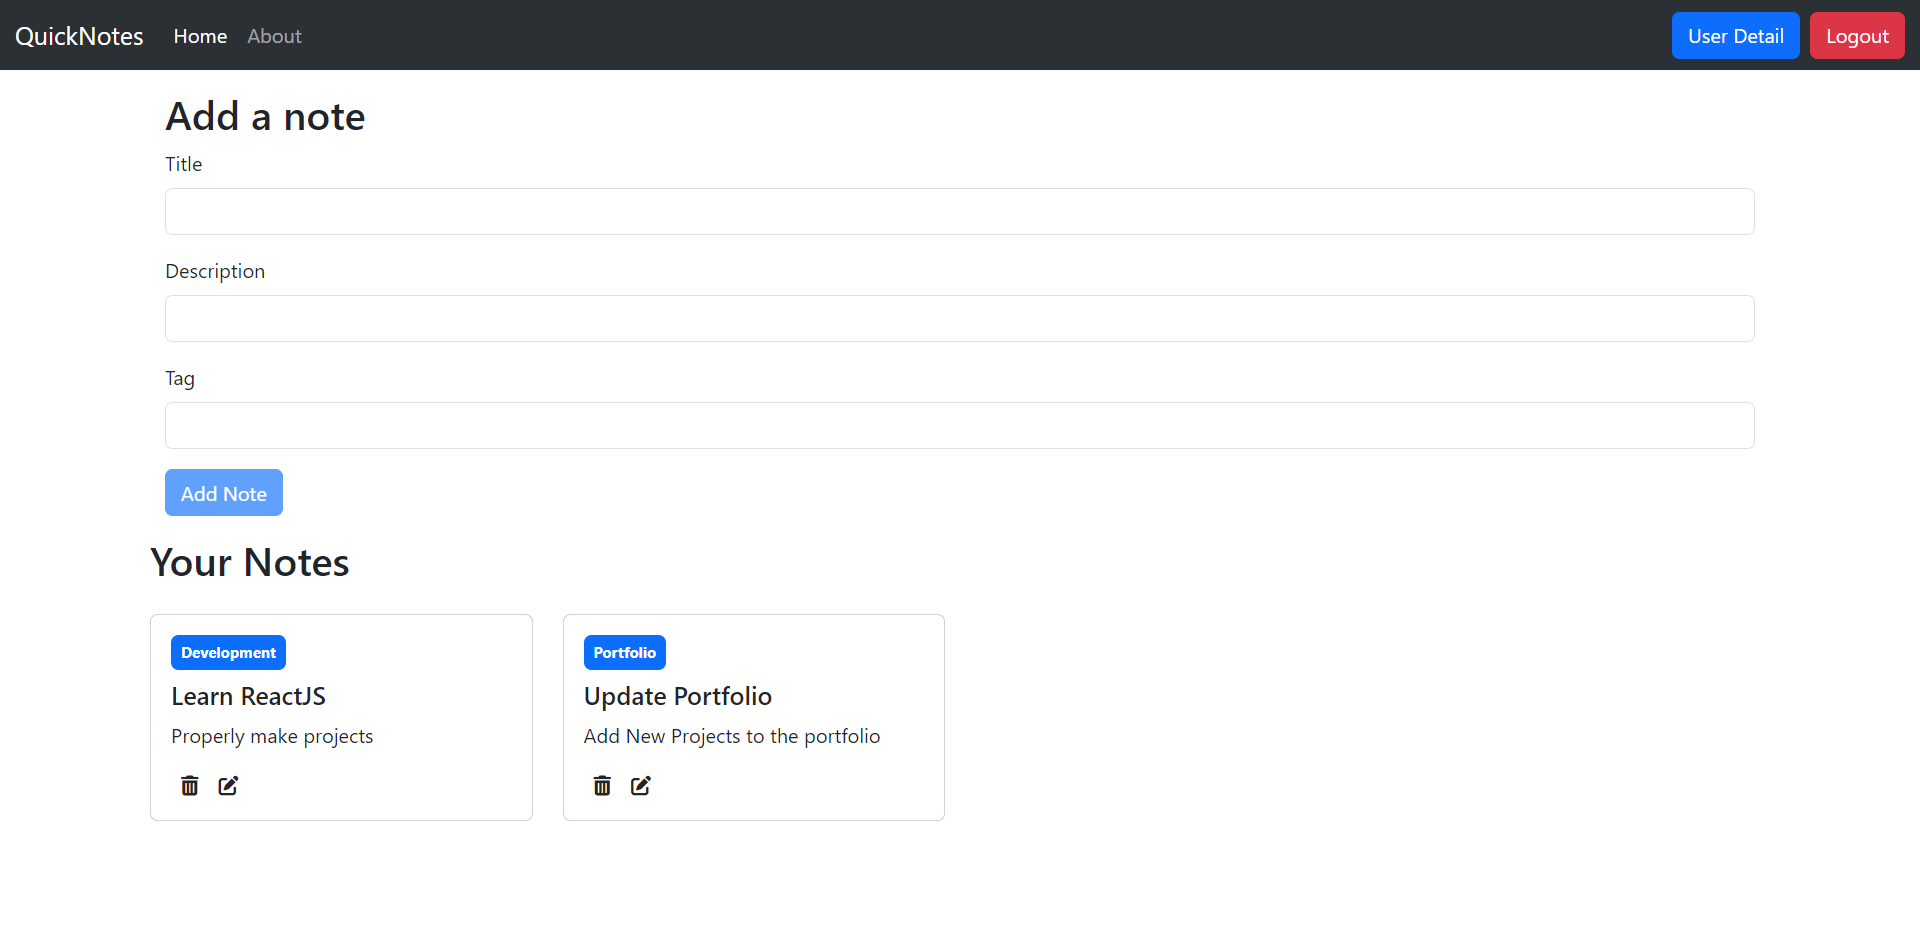 QuickNotes Home About User Detail Logout
Add a note
Title
Description
Tag
Add Note
Your Notes
Development
Learn ReactJS
Properly make projects
Portfolio
Update Portfolio
Add New Projects to the portfolio